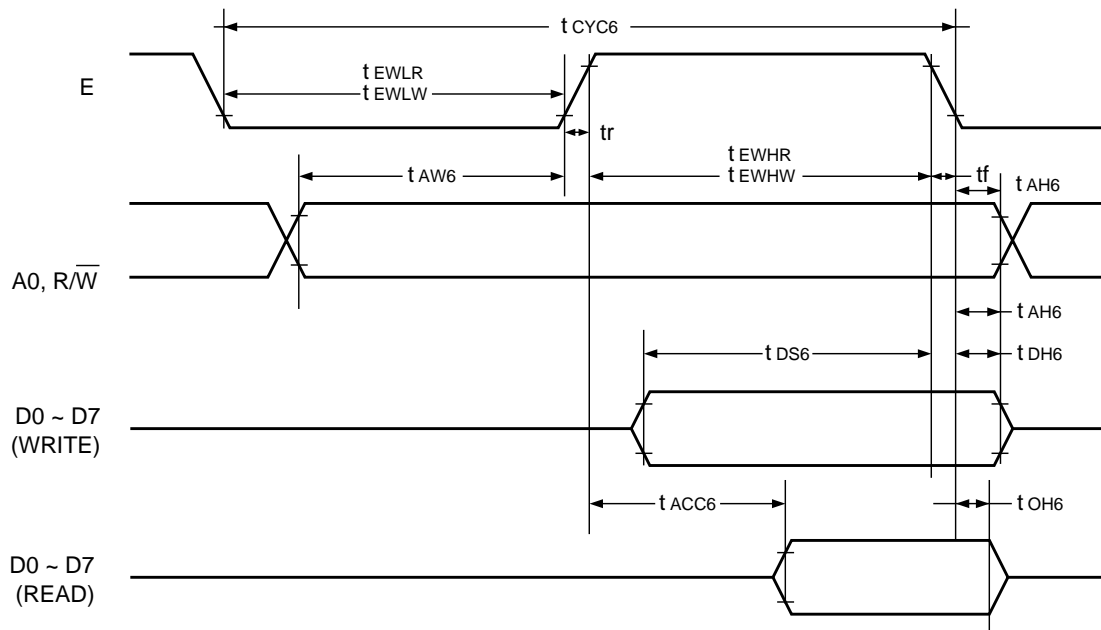 t CYC6
E
t EWLR
t EWLW
tr
t EWHR
t EWHW
tf
t AW6
t AH6
A0, R/W̅
t AH6
t DS6
t DH6
D0 ~ D7
(WRITE)
t ACC6
t OH6
D0 ~ D7
(READ)